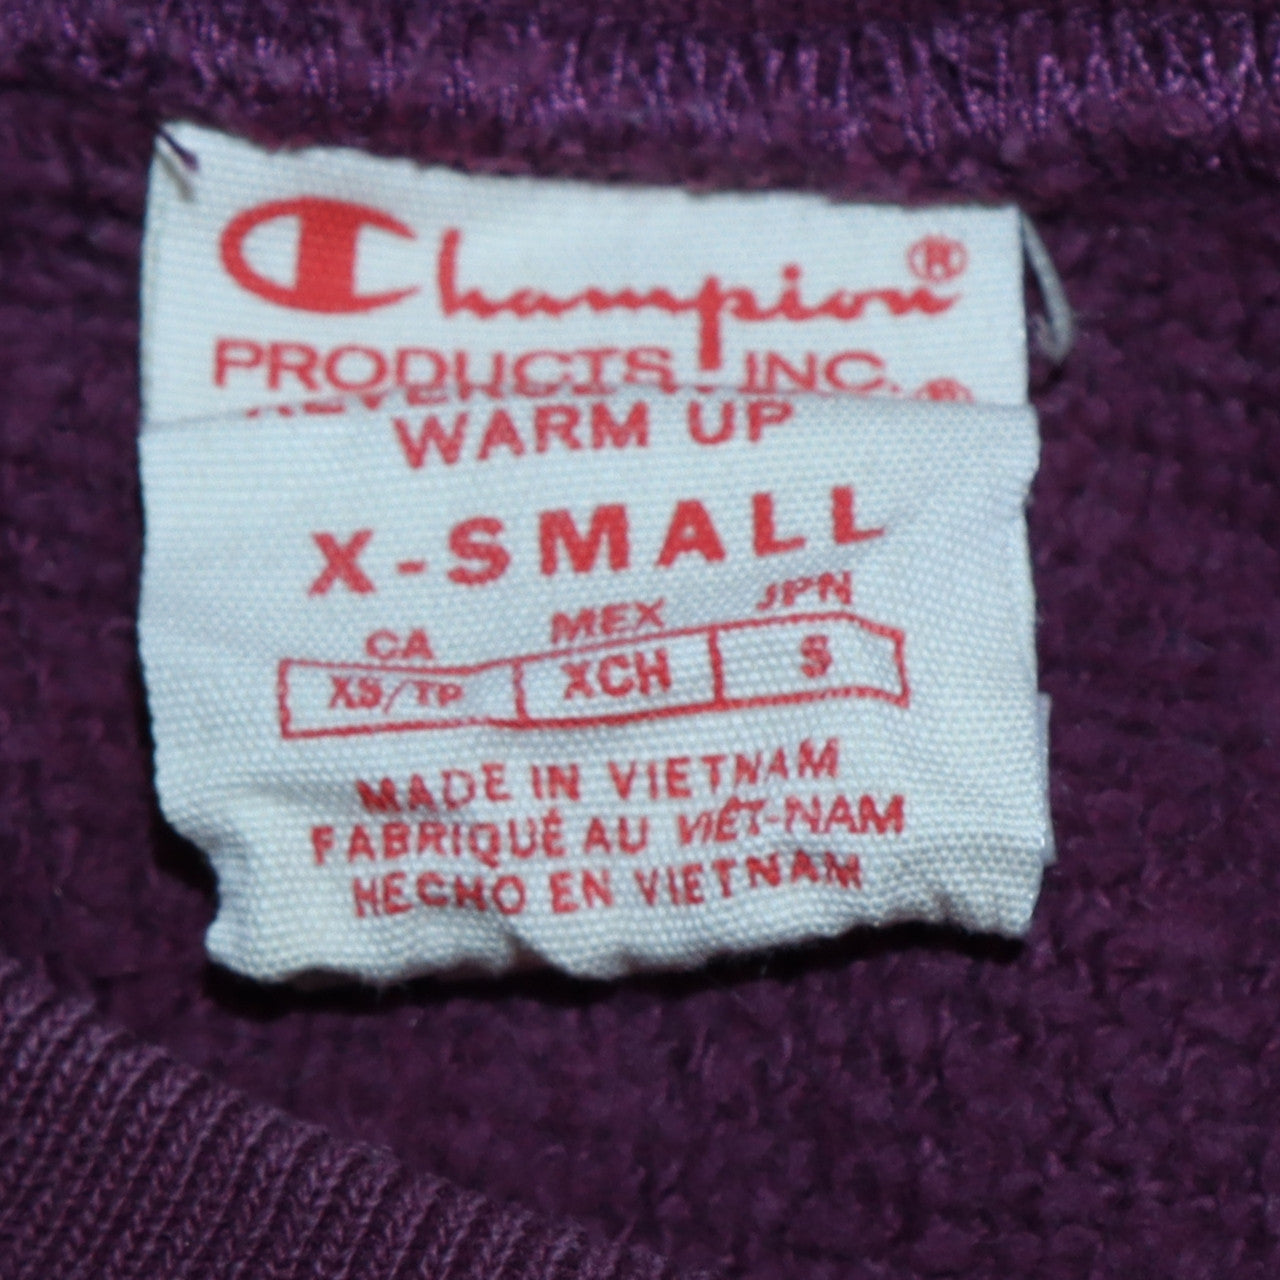 Champion®
PRODUCTS, INC.
®
WARM UP
X-SMALL
CA MEX JPN
XS/TP XCH S
MADE IN VIETNAM
FABRIQUÉ AU VIÊT-NAM
HECHO EN VIETNAM